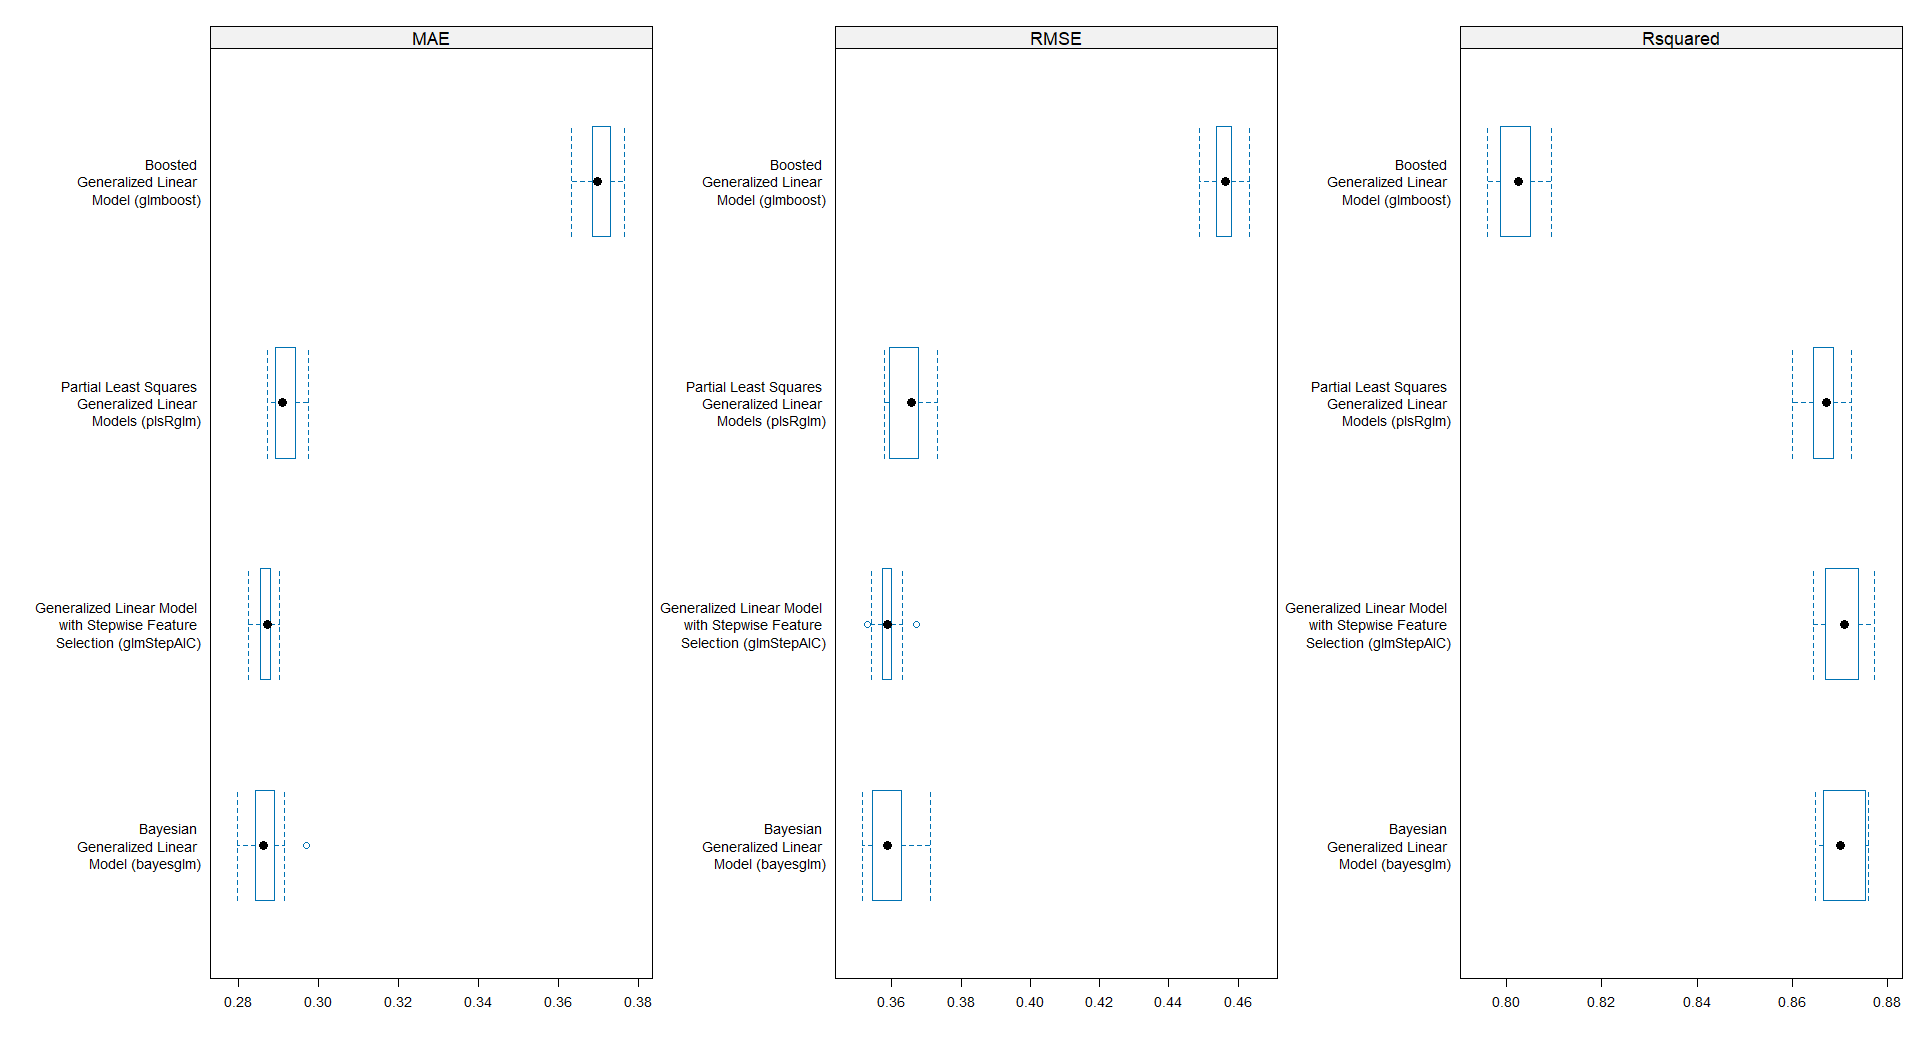 MAE
Boosted
Generalized Linear
Model (glmboost)
Partial Least Squares
Generalized Linear
Models (plsRglm)
Generalized Linear Model
with Stepwise Feature
Selection (glmStepAIC)
Bayesian
Generalized Linear
Model (bayesglm)
0.28 0.30 0.32 0.34 0.36 0.38
RMSE
Boosted
Generalized Linear
Model (glmboost)
Partial Least Squares
Generalized Linear
Models (plsRglm)
Generalized Linear Model
with Stepwise Feature
Selection (glmStepAIC)
Bayesian
Generalized Linear
Model (bayesglm)
0.36 0.38 0.40 0.42 0.44 0.46
Rsquared
Boosted
Generalized Linear
Model (glmboost)
Partial Least Squares
Generalized Linear
Models (plsRglm)
Generalized Linear Model
with Stepwise Feature
Selection (glmStepAIC)
Bayesian
Generalized Linear
Model (bayesglm)
0.80 0.82 0.84 0.86 0.88